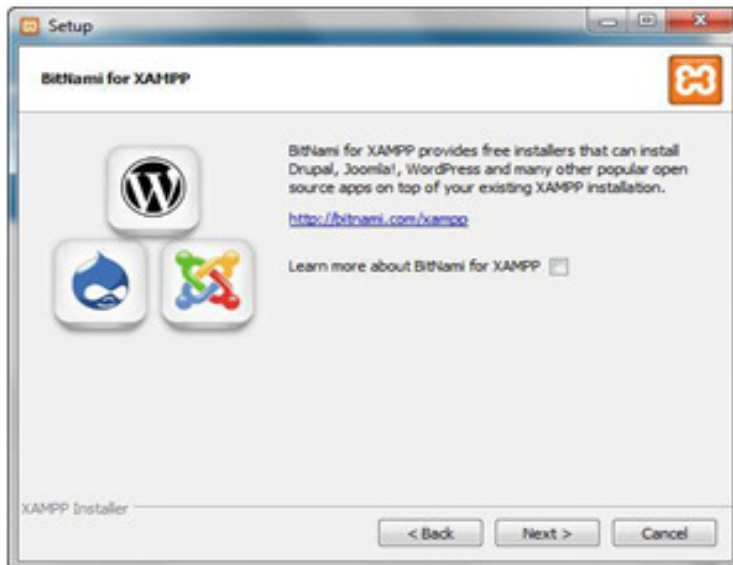 Setup
BitNami for XAMPP
BitNami for XAMPP provides free installers that can install
Drupal, Joomla!, WordPress and many other popular open
source apps on top of your existing XAMPP installation.
http://bitnami.com/xampp
Learn more about BitNami for XAMPP
XAMPP Installer
< Back Next > Cancel